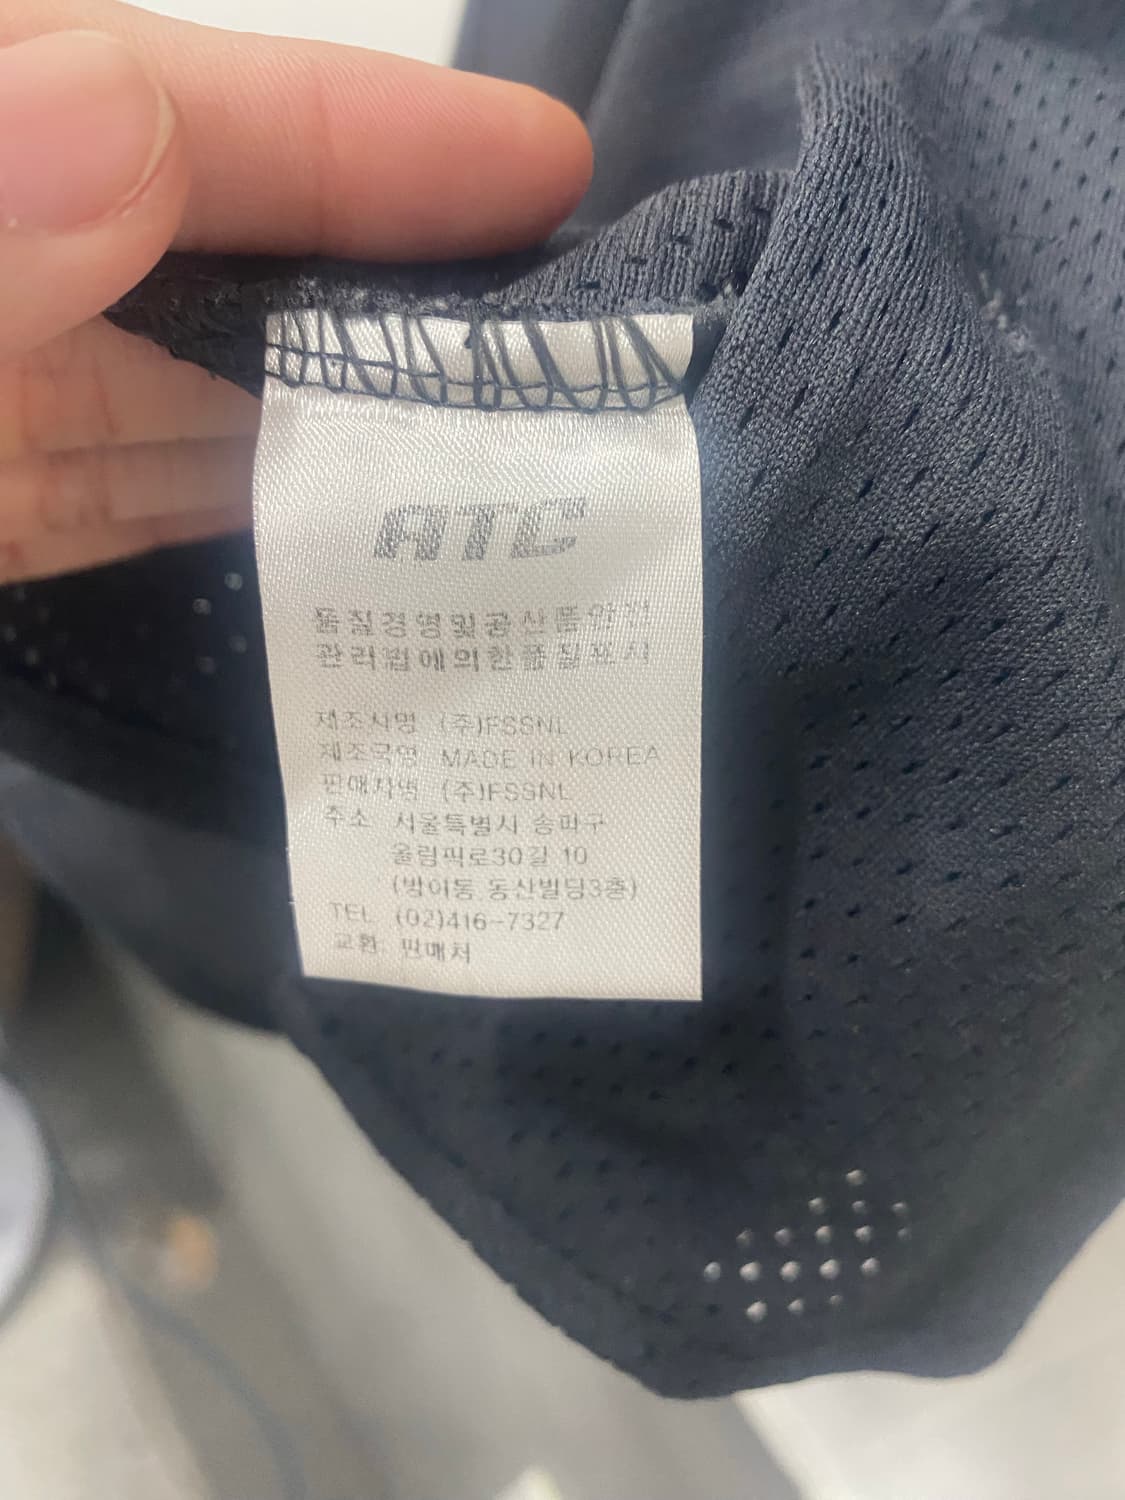 ATC
품질경영및공산품안전
관리법에의한품질표시
제조사명 (주)FSSNL
제조국명 MADE IN KOREA
판매자명 (주)FSSNL
주소 서울특별시 송파구
올림픽로30길 10
(방이동,동산빌딩3층)
TEL (02)416-7327
교환: 판매처